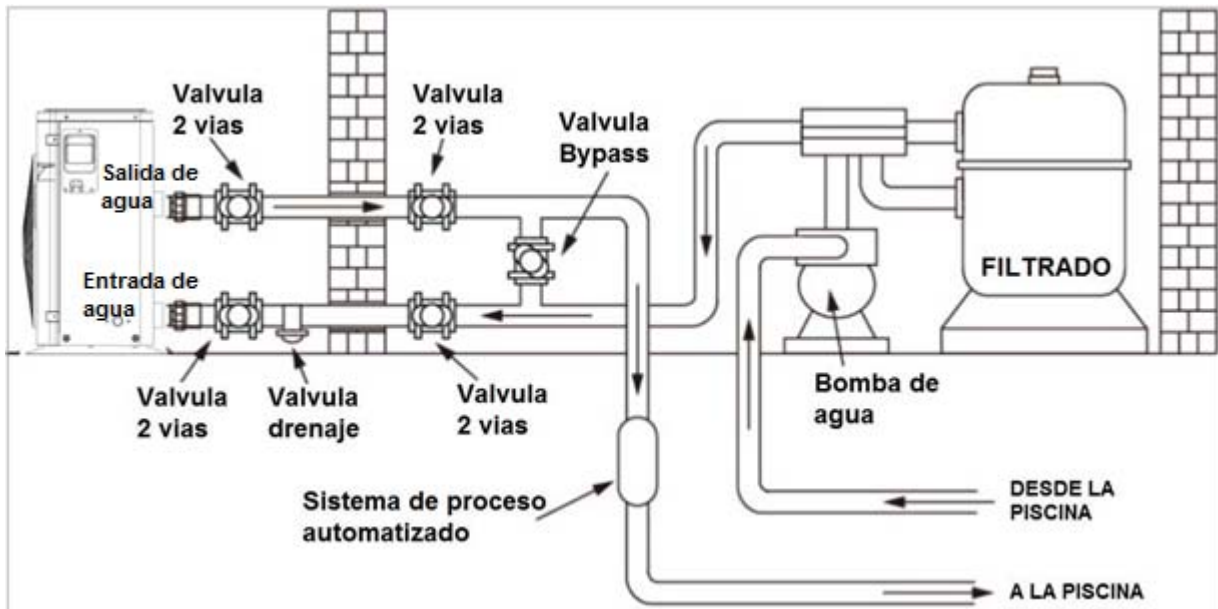 Valvula
2 vias
Valvula
2 vias
Valvula
Bypass
Salida de
agua
Entrada de
agua
FILTRADO
Valvula
2 vias
Valvula
drenaje
Valvula
2 vias
Bomba de
agua
Sistema de proceso
automatizado
DESDE LA
PISCINA
A LA PISCINA